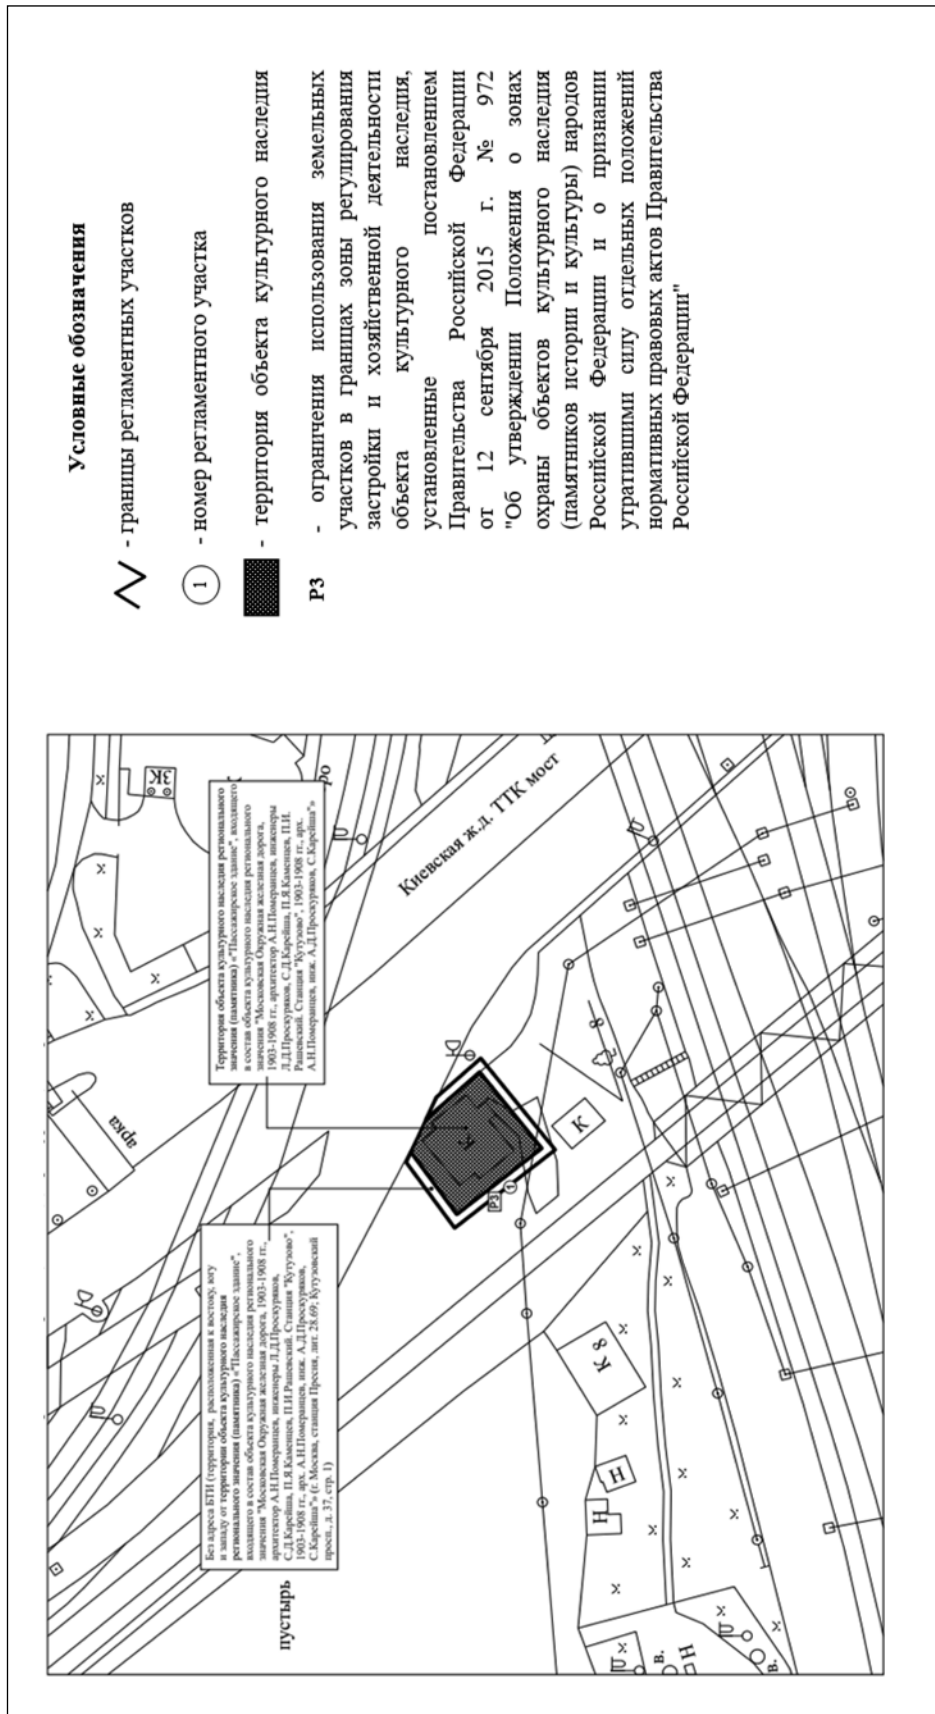 Условные обозначения
- границы регламентных участков
1
- номер регламентного участка
- территория объекта культурного наследия
Р3
- ограничения использования земельных
участков в границах зоны регулирования
застройки и хозяйственной деятельности
объекта культурного наследия,
установленные постановлением
Правительства Российской Федерации
от 12 сентября 2015 г. № 972
"Об утверждении Положения о зонах
охраны объектов культурного наследия
(памятников истории и культуры) народов
Российской Федерации и о признании
утратившими силу отдельных положений
нормативных правовых актов Правительства
Российской Федерации"
Без адреса БТИ (территория, расположенная к востоку, югу
и западу от территории объекта культурного наследия
регионального значения (памятника) «"Пассажирское здание",
входящего в состав объекта культурного наследия регионального
значения "Московская Окружная железная дорога, 1903-1908 гг.,
архитектор А.Н.Померанцев, инженеры Л.Д.Проскуряков,
С.Д.Карейша, П.Я.Каменцев, П.И.Рашевский. Станция "Кутузово",
1903-1908 гг., арх. А.Н.Померанцев, инж. А.Д.Проскуряков,
С.Карейша"» (г. Москва, станция Пресня, лит. 28.69; Кутузовский
просп., д. 37, стр. 1)
Территория объекта культурного наследия регионального
значения (памятника) «"Пассажирское здание", входящего
в состав объекта культурного наследия регионального
значения "Московская Окружная железная дорога,
1903-1908 гг., архитектор А.Н.Померанцев, инженеры
Л.Д.Проскуряков, С.Д.Карейша, П.Я.Каменцев, П.И.
Рашевский. Станция "Кутузово", 1903-1908 гг., арх.
А.Н.Померанцев, инж. А.Д.Проскуряков, С.Карейша"»
3К
ро
арка
пустырь
Киевская ж.д. ТТК мост
К
Р3
1
К
8
К 8
Н
Н
в.
Н
в.